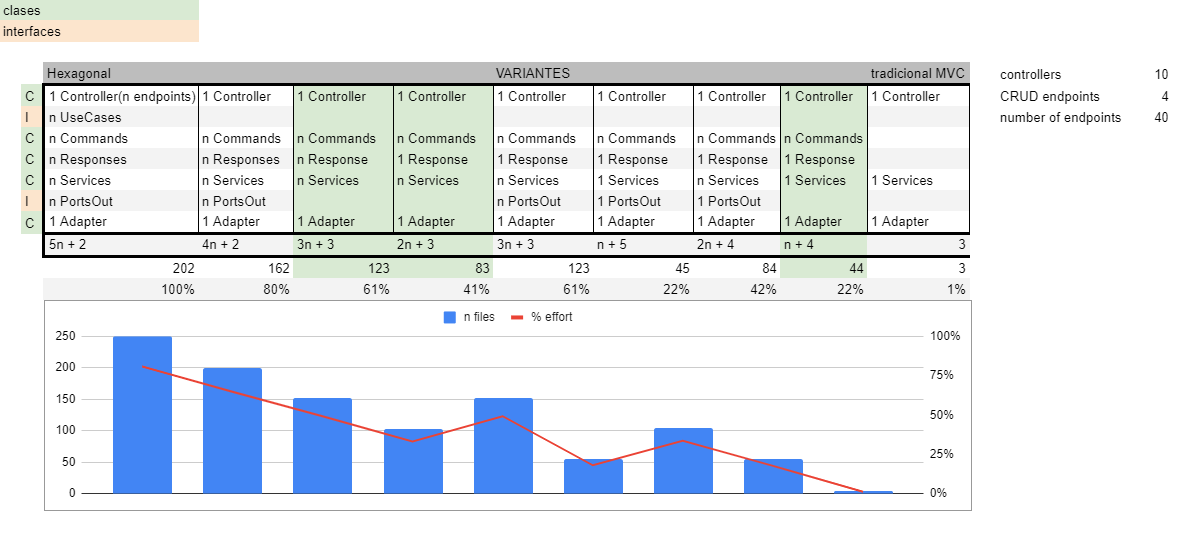 clases
interfaces
Hexagonal VARIANTES tradicional MVC
C 1 Controller(n endpoints) 1 Controller 1 Controller 1 Controller 1 Controller 1 Controller 1 Controller 1 Controller 1 Controller
I n UseCases
C n Commands n Commands n Commands n Commands n Commands n Commands n Commands n Commands
C n Responses n Responses n Response 1 Response 1 Response 1 Response 1 Response 1 Response
C n Services n Services n Services n Services n Services 1 Services n Services 1 Services 1 Services
I n PortsOut n PortsOut n PortsOut 1 PortsOut 1 PortsOut
C 1 Adapter 1 Adapter 1 Adapter 1 Adapter 1 Adapter 1 Adapter 1 Adapter 1 Adapter 1 Adapter
5n + 2 4n + 2 3n + 3 2n + 3 3n + 3 n + 5 2n + 4 n + 4 3
202 162 123 83 123 45 84 44 3
100% 80% 61% 41% 61% 22% 42% 22% 1%
controllers 10
CRUD endpoints 4
number of endpoints 40
n files % effort
250 100%
200 75%
150 50%
100 25%
50
0 0%